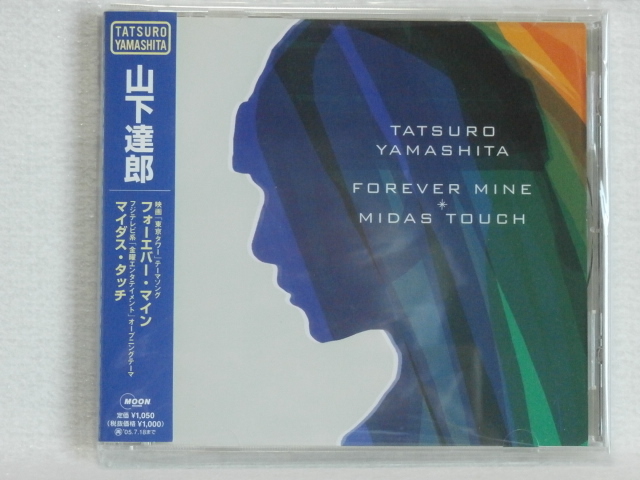 TATSURO
YAMASHITA
山下達郎
映画「東京タワー」テーマソング
フォーエバー・マイン
フジテレビ系「金曜エンタテイメント」オープニングテーマ
マイダス・タッチ
MOON
定価 ¥1,050
(税抜価格 ¥1,000)
'05.7.18まで
TATSURO
YAMASHITA
FOREVER MINE
*
MIDAS TOUCH